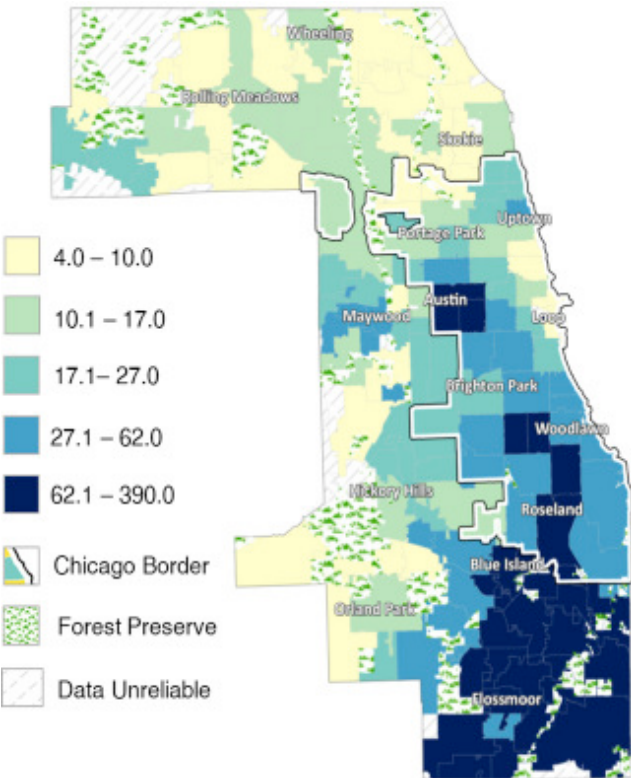 Wheeling
Rolling Meadows
Skokie
Uptown
Portage Park
4.0 – 10.0
Austin
10.1 – 17.0
Maywood
Loop
17.1– 27.0
Brighton Park
27.1 – 62.0
Woodlawn
62.1 – 390.0
Hickory Hills
Roseland
Chicago Border
Blue Island
Orland Park
Forest Preserve
Data Unreliable
Flossmoor